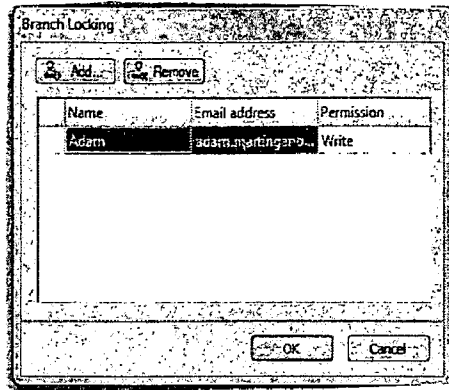 Branch Locking
Add... Remove
Name Email address Permission
Adam Write
OK Cancel